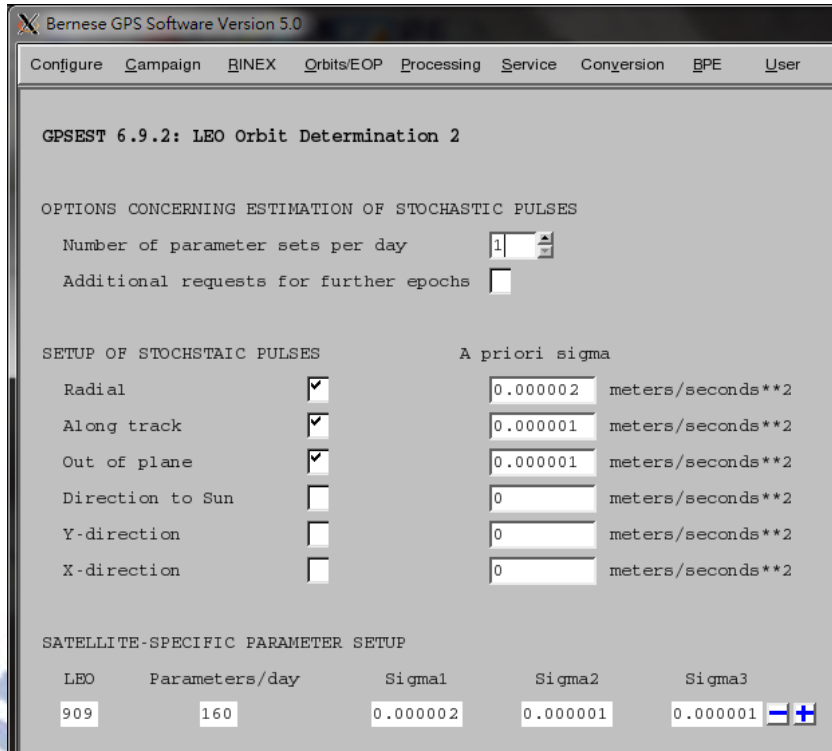 Bernese GPS Software Version 5.0
Configure Campaign RINEX Orbits/EOP Processing Service Conversion BPE User
GPSEST 6.9.2: LEO Orbit Determination 2
OPTIONS CONCERNING ESTIMATION OF STOCHASTIC PULSES
Number of parameter sets per day 1
Additional requests for further epochs
SETUP OF STOCHSTAIC PULSES A priori sigma
Radial 0.000002 meters/seconds**2
Along track 0.000001 meters/seconds**2
Out of plane 0.000001 meters/seconds**2
Direction to Sun 0 meters/seconds**2
Y-direction 0 meters/seconds**2
X-direction 0 meters/seconds**2
SATELLITE-SPECIFIC PARAMETER SETUP
LEO Parameters/day Sigma1 Sigma2 Sigma3
909 160 0.000002 0.000001 0.000001